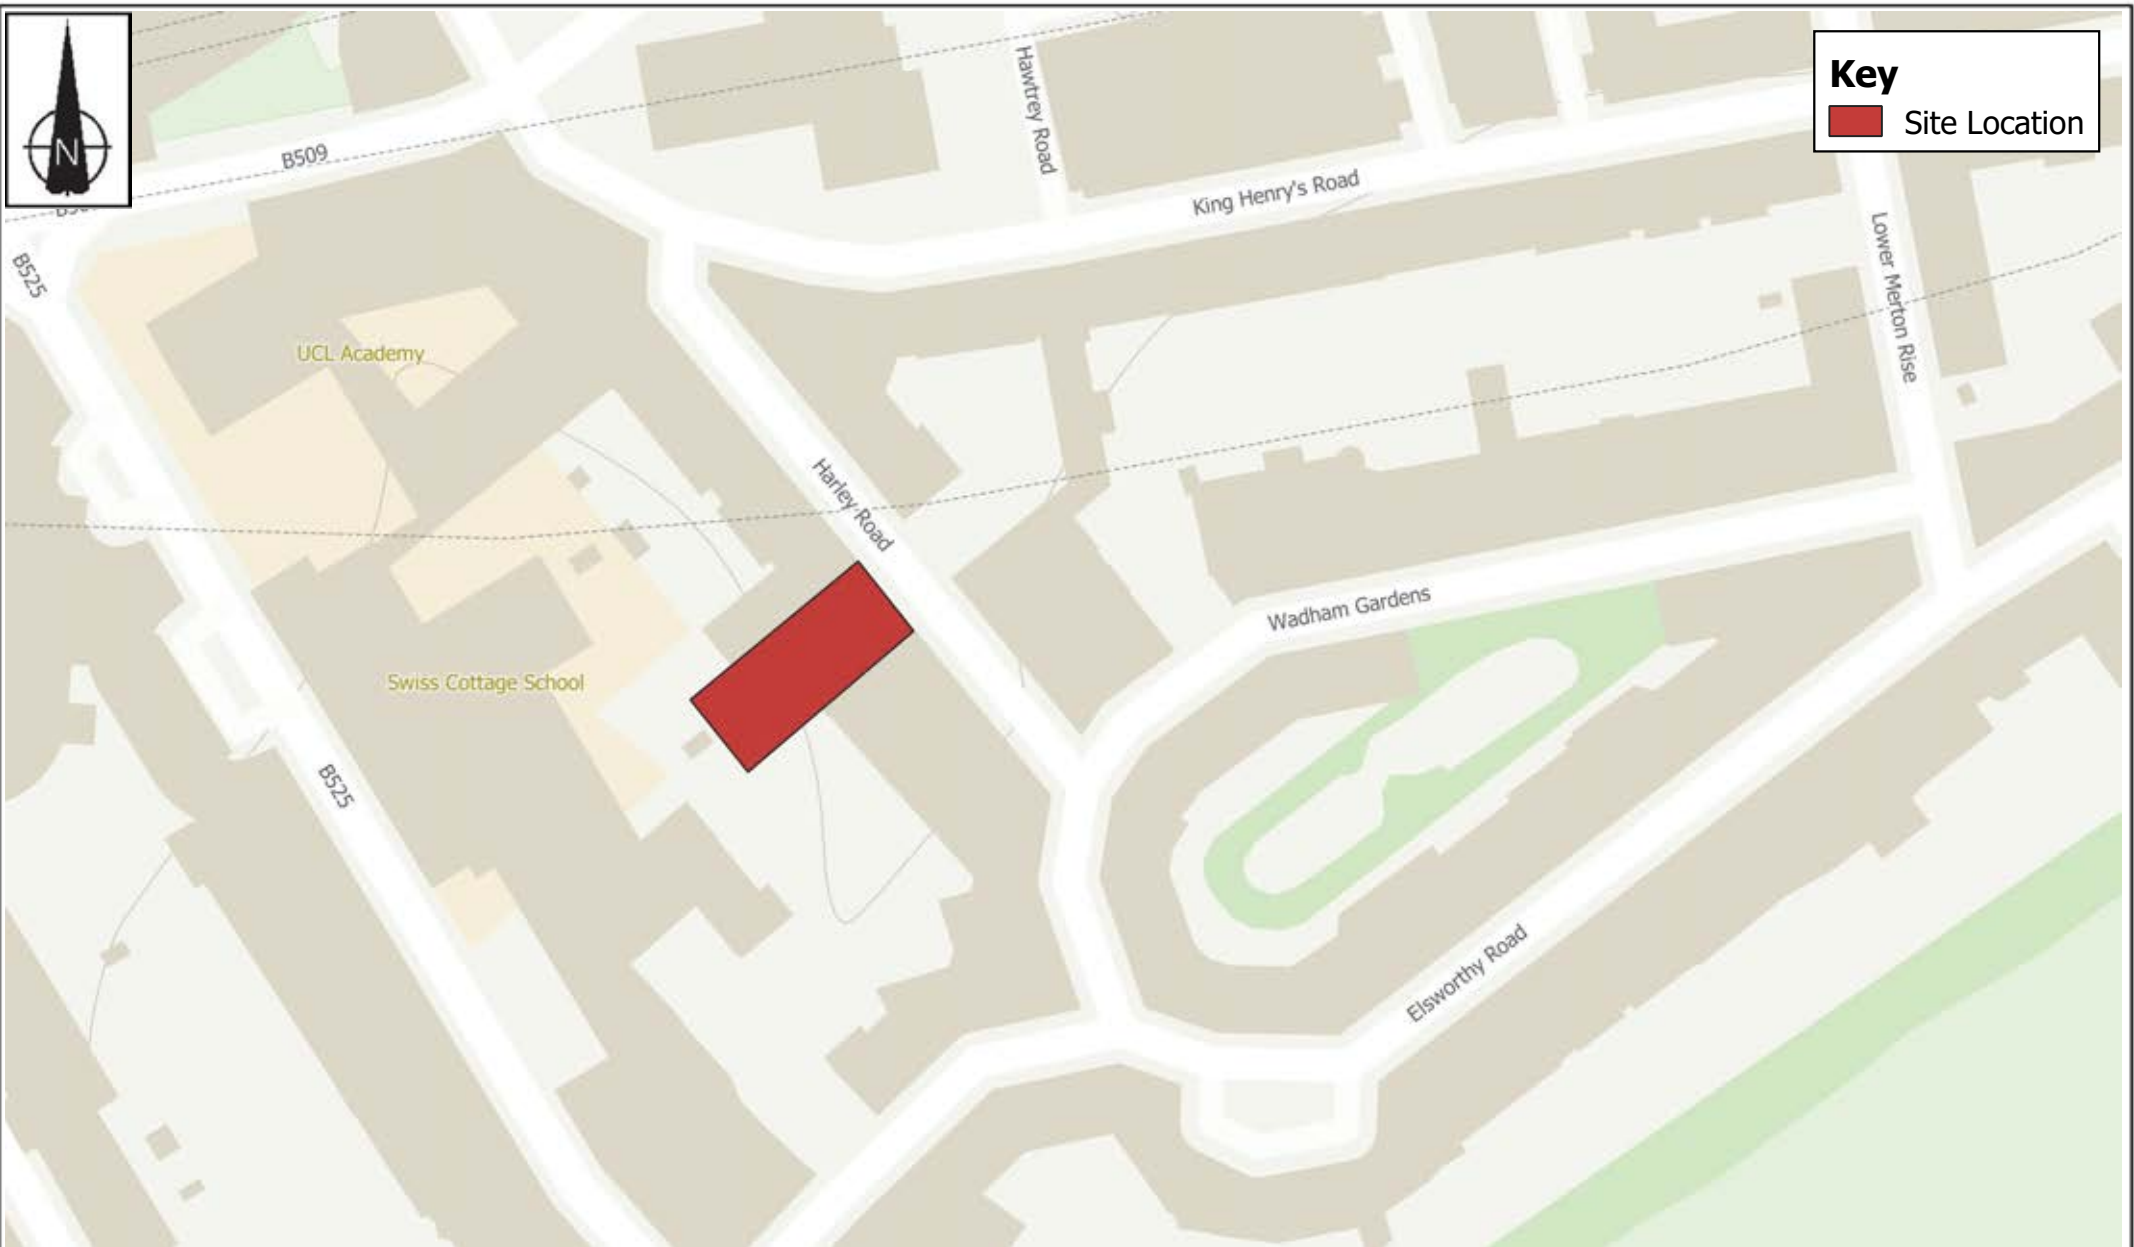 N
Key
Site Location
Hawtrey Road
B509
King Henry's Road
B525
Lower Merton Rise
UCL Academy
Harley Road
Wadham Gardens
Swiss Cottage School
B525
Elsworthy Road